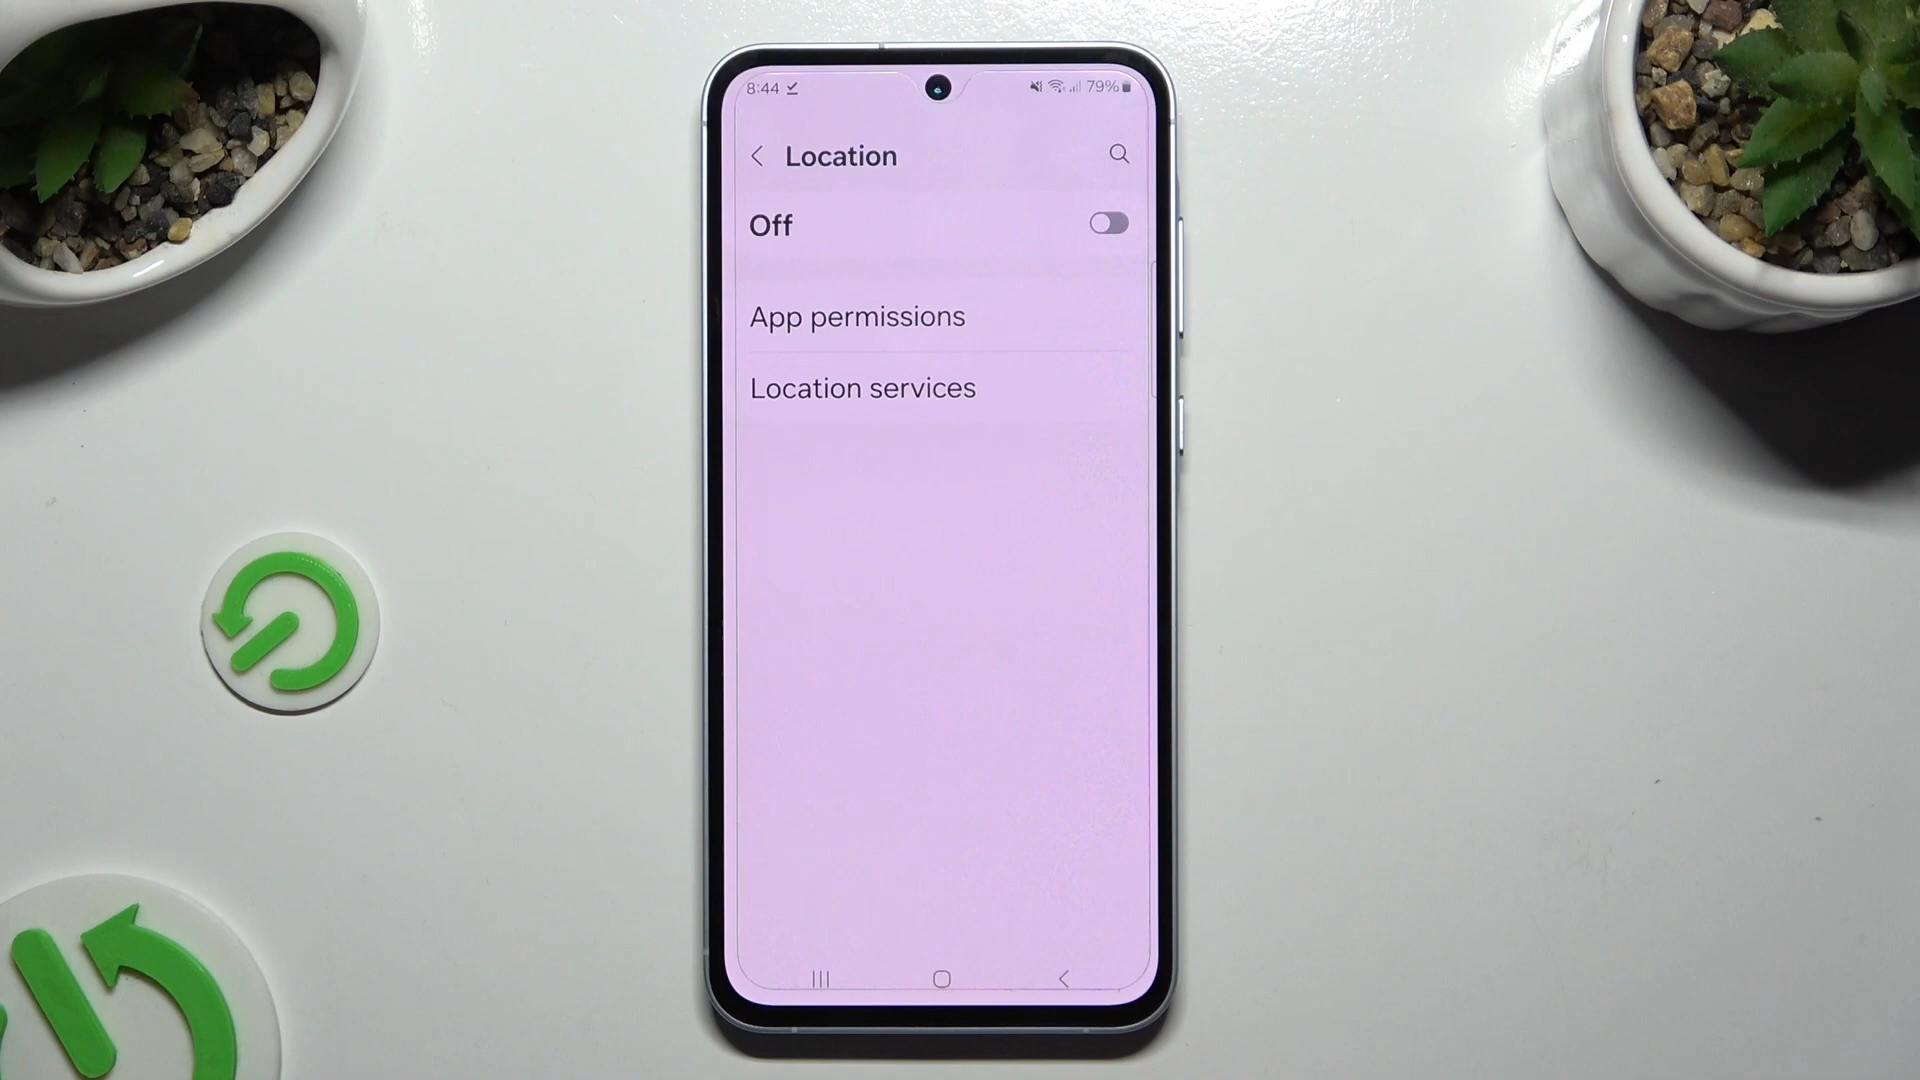 8:44 79%
Location
Off
App permissions
Location services